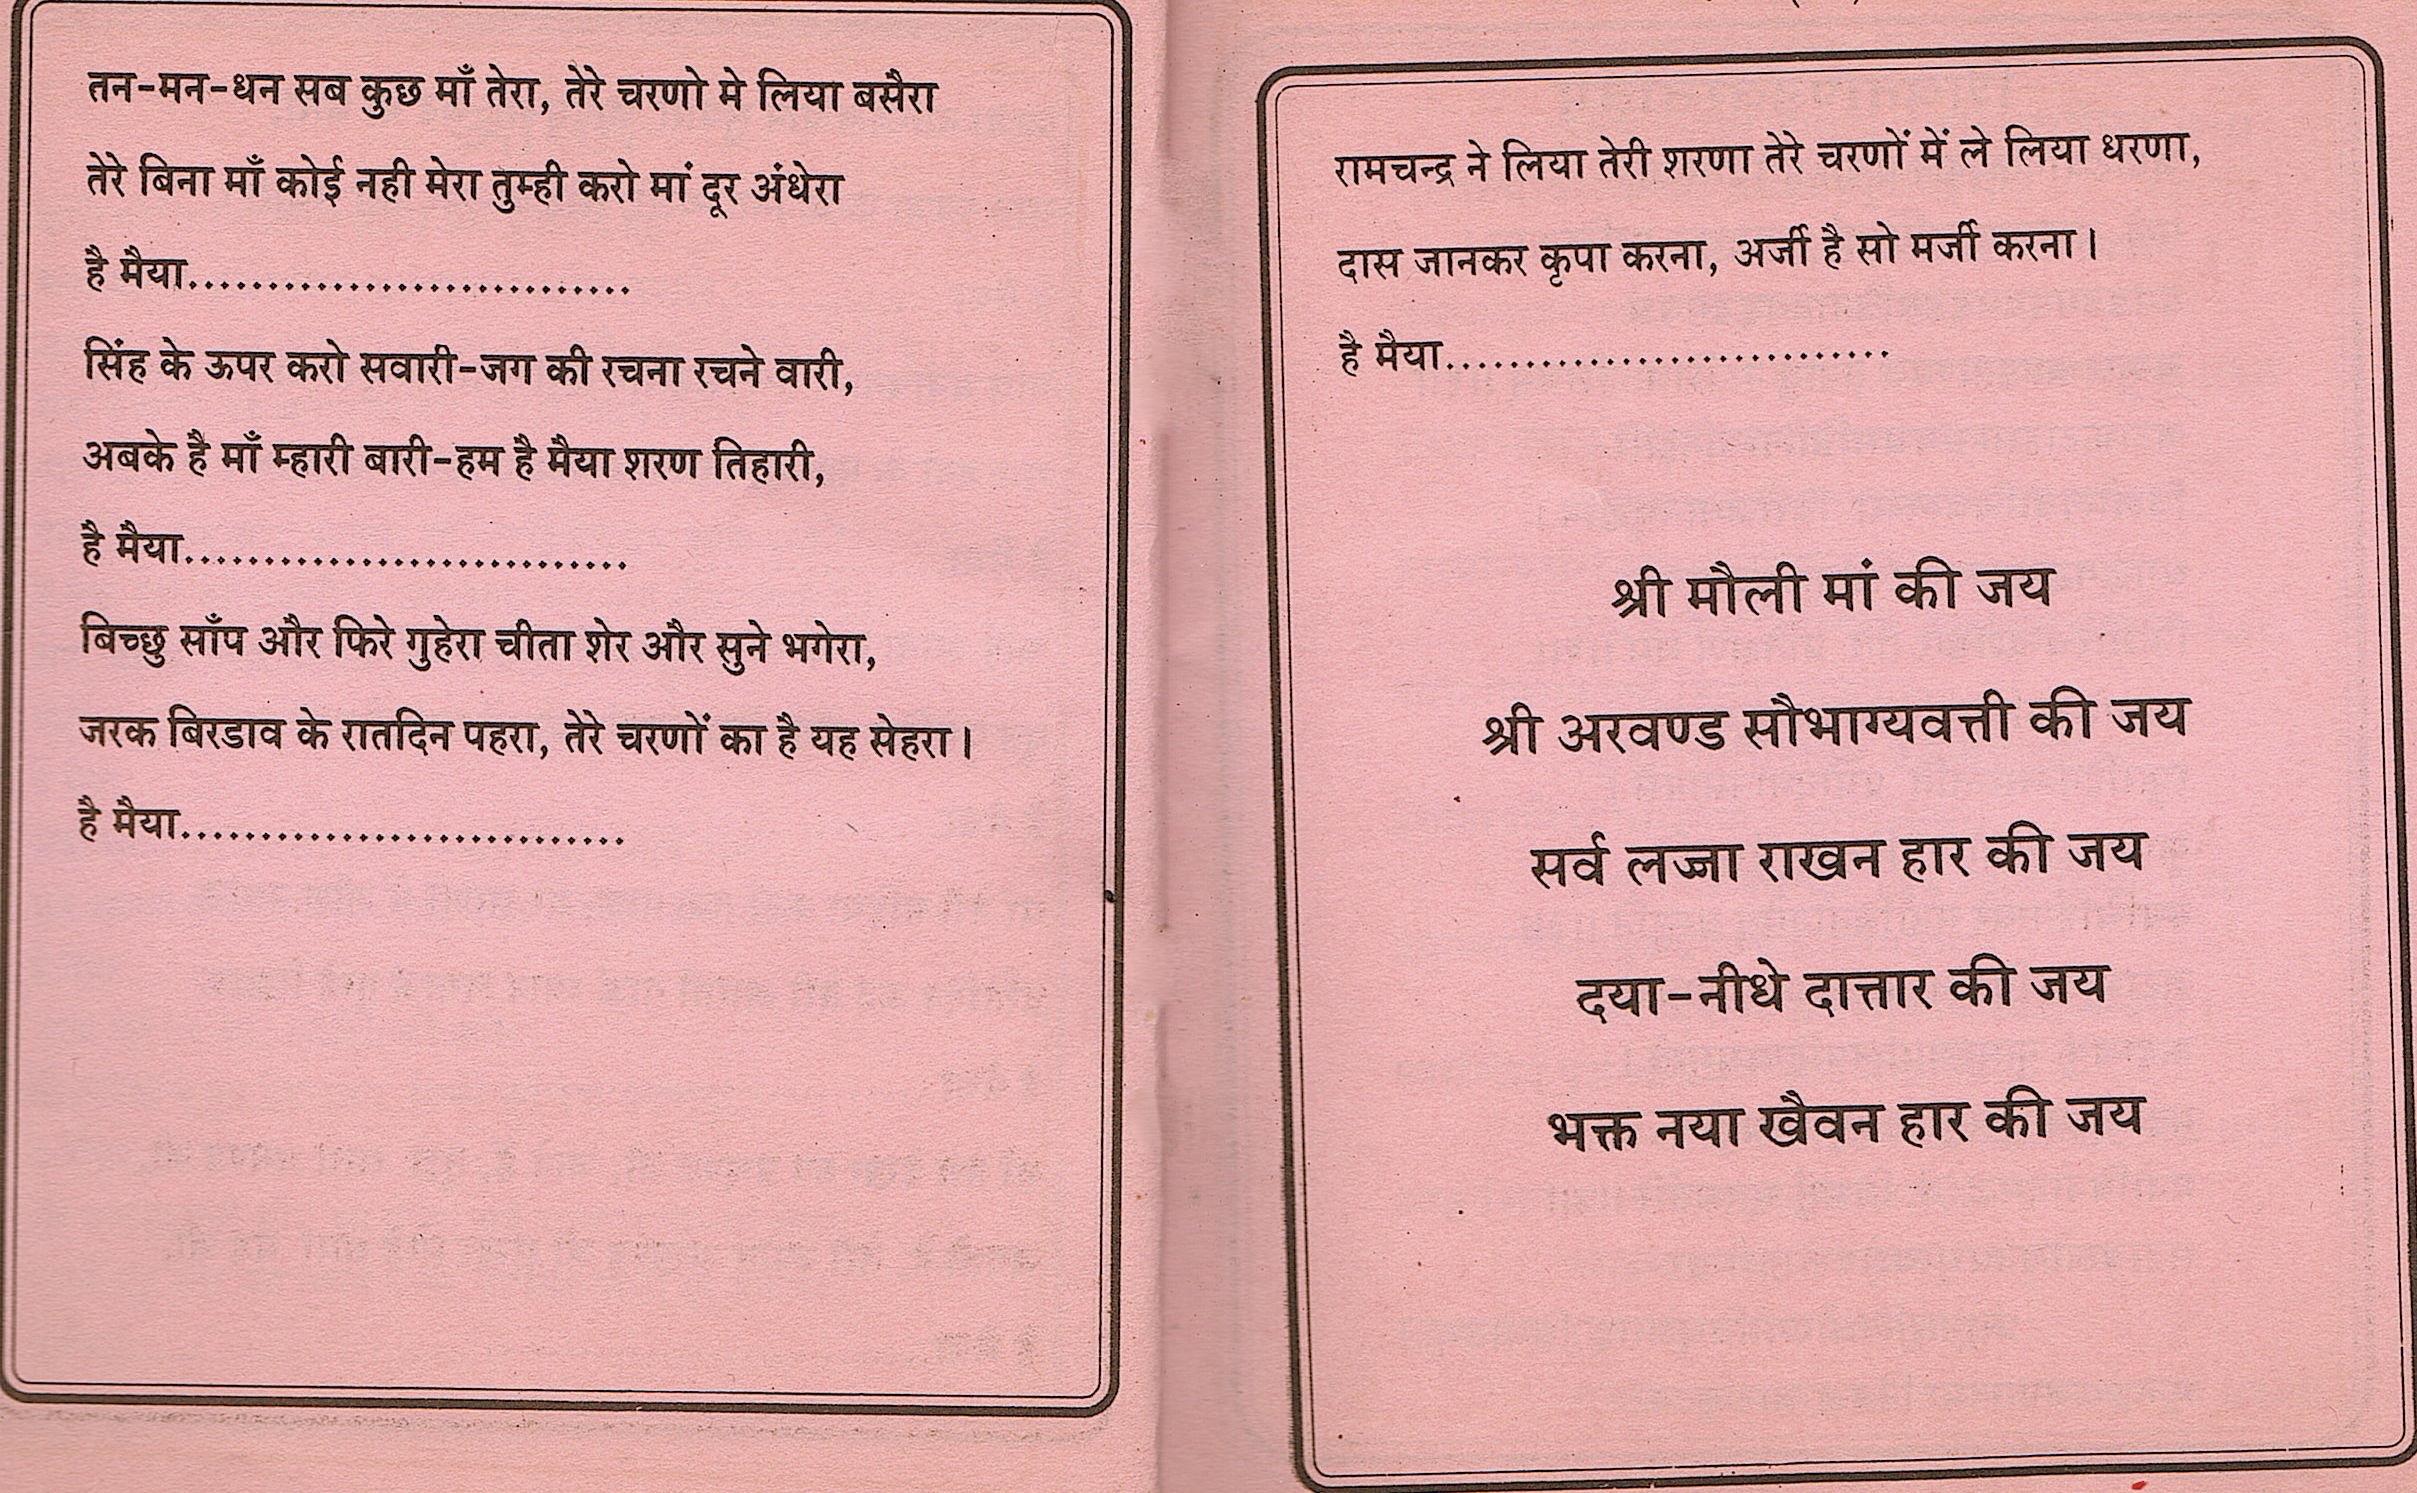 तन-मन-धन सब कुछ माँ तेरा, तेरे चरणो मे लिया बसैरा
तेरे बिना माँ कोई नही मेरा तुम्ही करो मां दूर अंधेरा
है मैया............................
सिंह के ऊपर करो सवारी-जग की रचना रचने वारी,
अबके है माँ म्हारी बारी-हम है मैया शरण तिहारी,
है मैया............................
बिच्छु साँप और फिरे गुहेरा चीता शेर और सुने भगेरा,
जरक बिरडाव के रातदिन पहरा, तेरे चरणों का है यह सेहरा।
है मैया............................
रामचन्द्र ने लिया तेरी शरणा तेरे चरणों में ले लिया धरणा,
दास जानकर कृपा करना, अर्जी है सो मर्जी करना।
है मैया............................
श्री मौली मां की जय
श्री अरवण्ड सौभाग्यवत्ती की जय
सर्व लज्जा राखन हार की जय
दया-नीधे दात्तार की जय
भक्त नया खैवन हार की जय